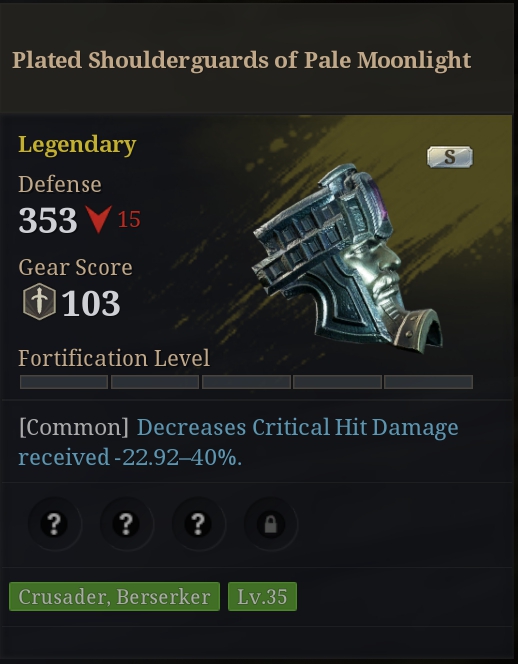 Plated Shoulderguards of Pale Moonlight
Legendary
S
Defense
353 15
Gear Score
103
Fortification Level
[Common] Decreases Critical Hit Damage
received -22.92–40%.
? ? ?
Crusader, Berserker Lv.35